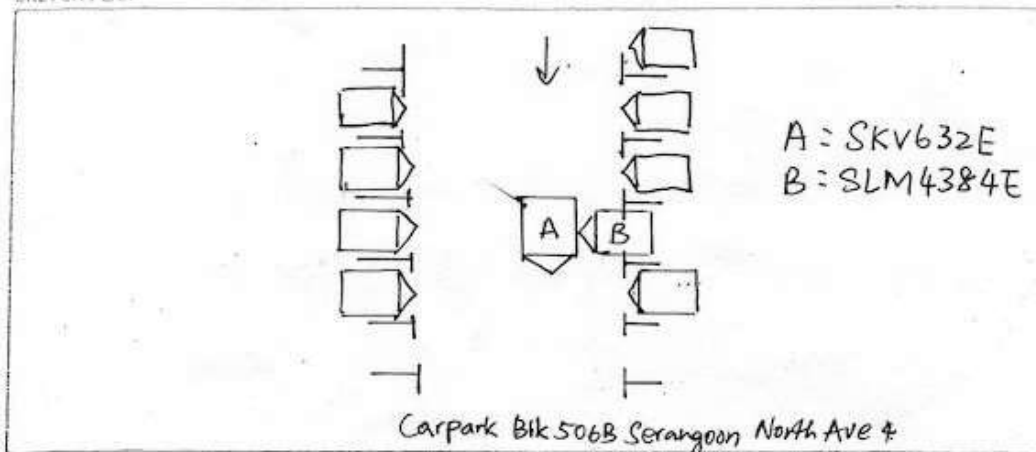 A : SKV632E
B : SLM4384E
A
B
Carpark Blk 506B Serangoon North Ave 4